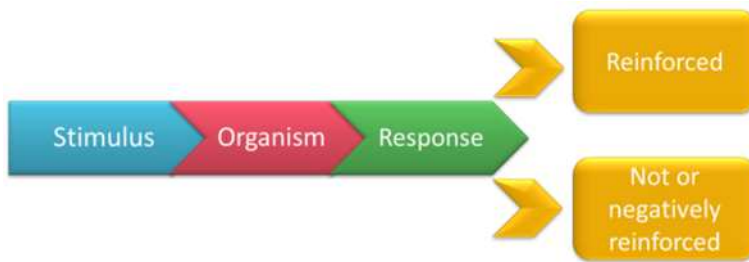 Stimulus
Organism
Response
Reinforced
Not or
negatively
reinforced